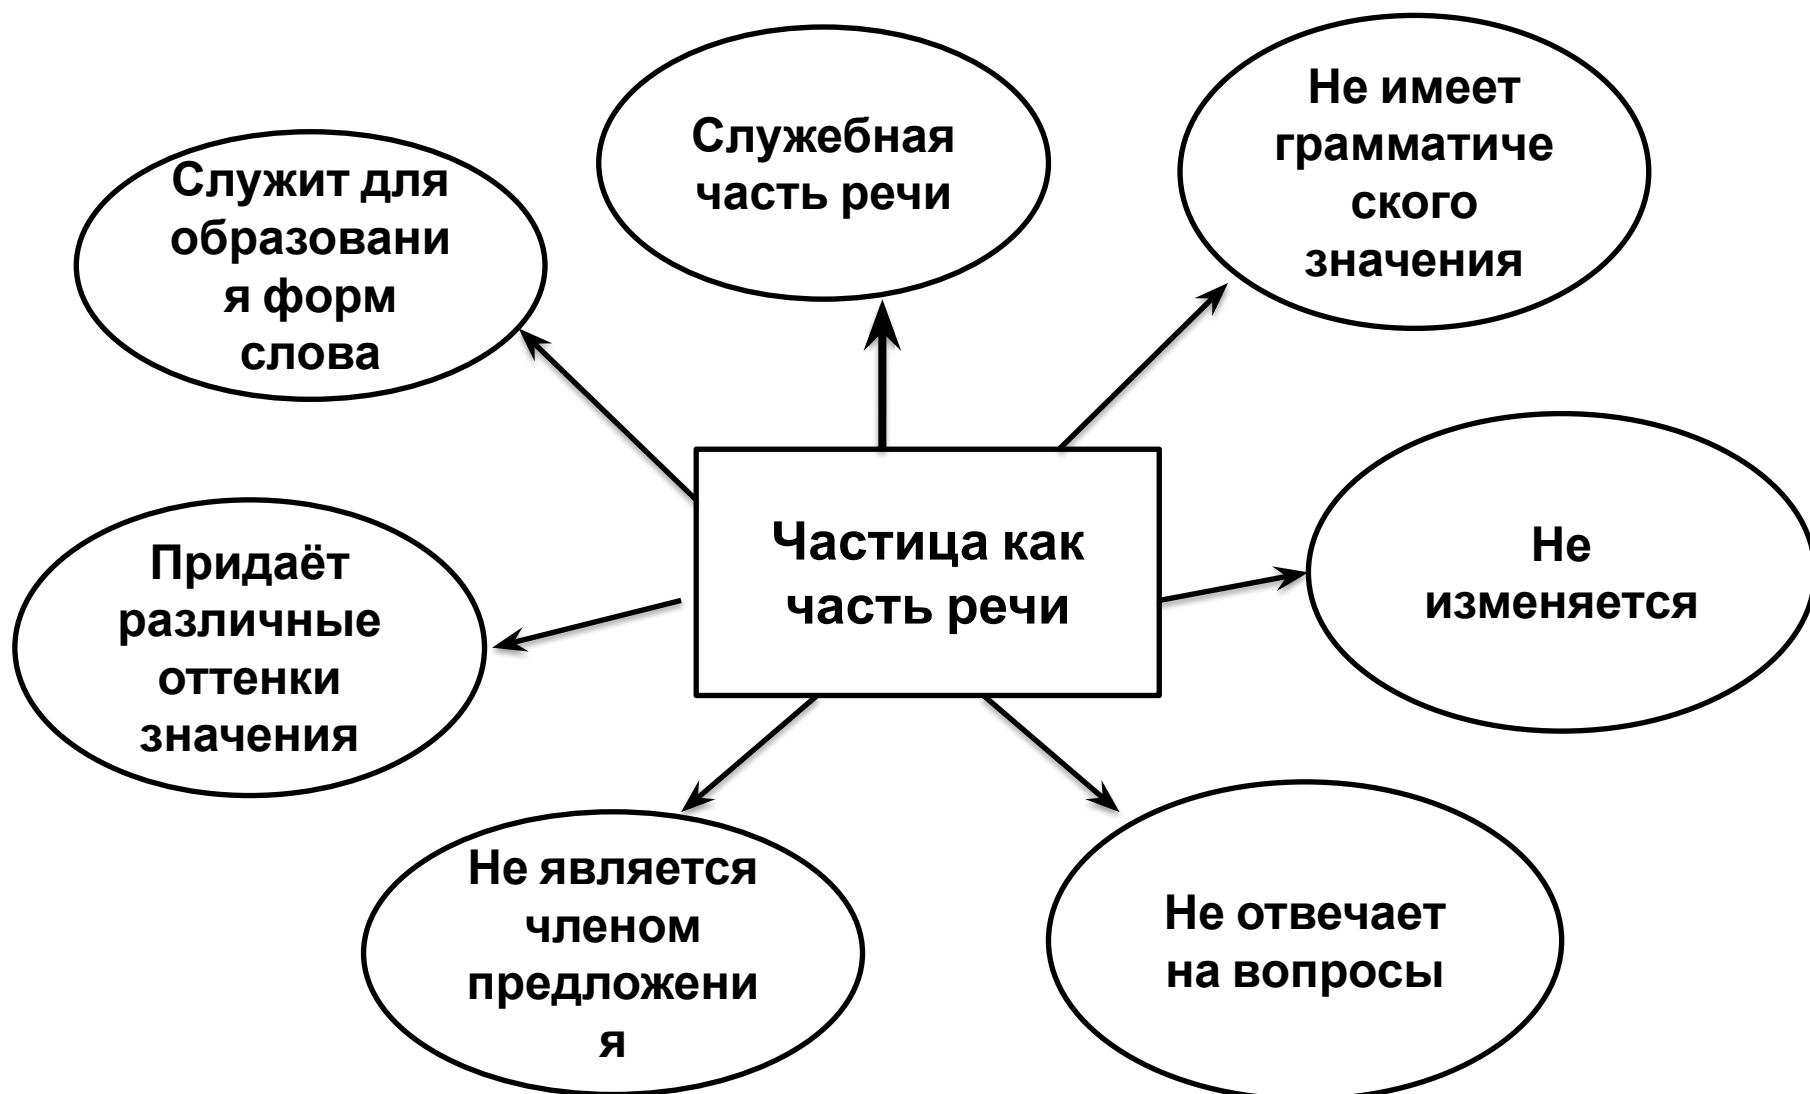 Служебная
часть речи
Не имеет
грамматиче
ского
значения
Служит для
образовани
я форм
слова
Частица как
часть речи
Не
изменяется
Придаёт
различные
оттенки
значения
Не является
членом
предложени
я
Не отвечает
на вопросы